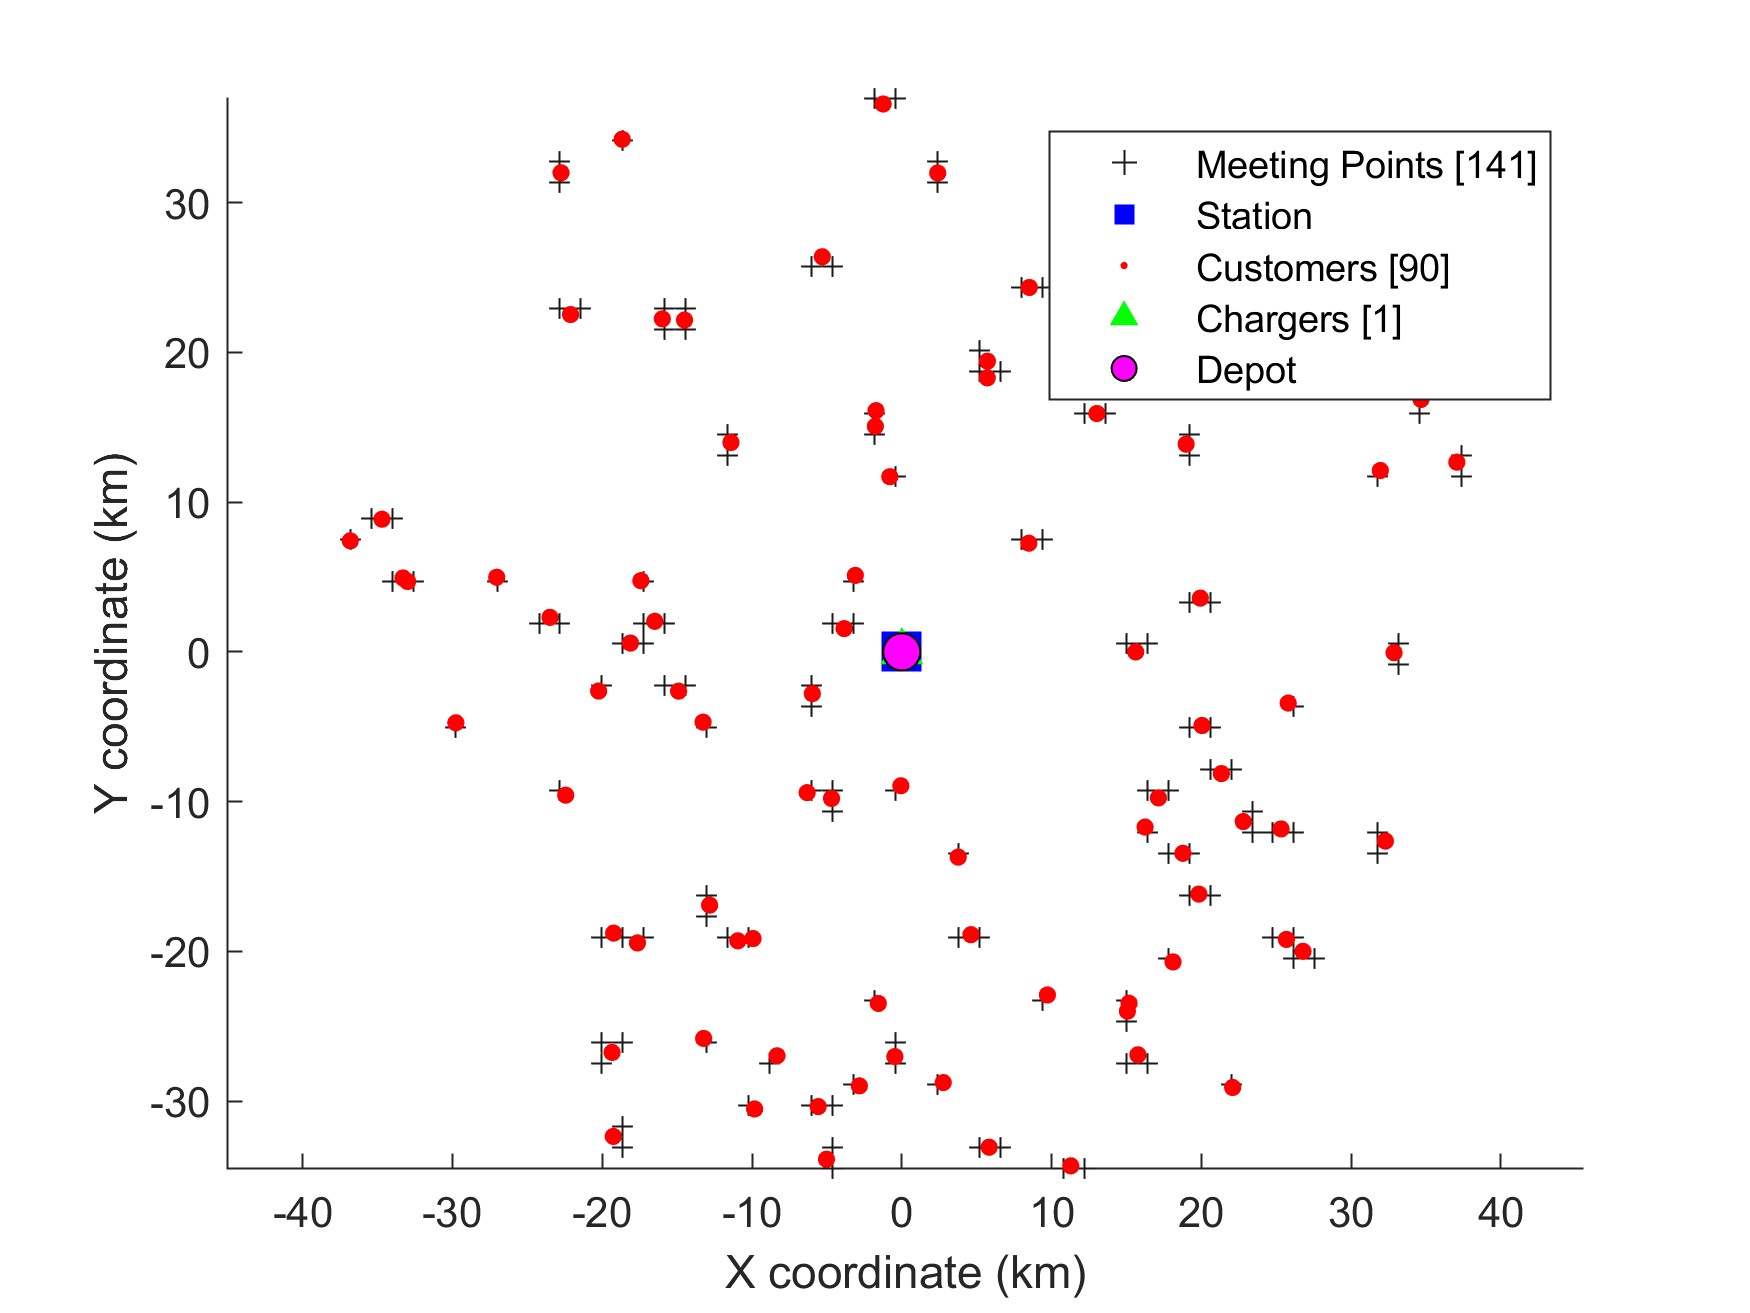 Meeting Points [141]
Station
Customers [90]
Chargers [1]
Depot
30
20
10
0
-10
-20
-30
Y coordinate (km)
-40 -30 -20 -10 0 10 20 30 40
X coordinate (km)